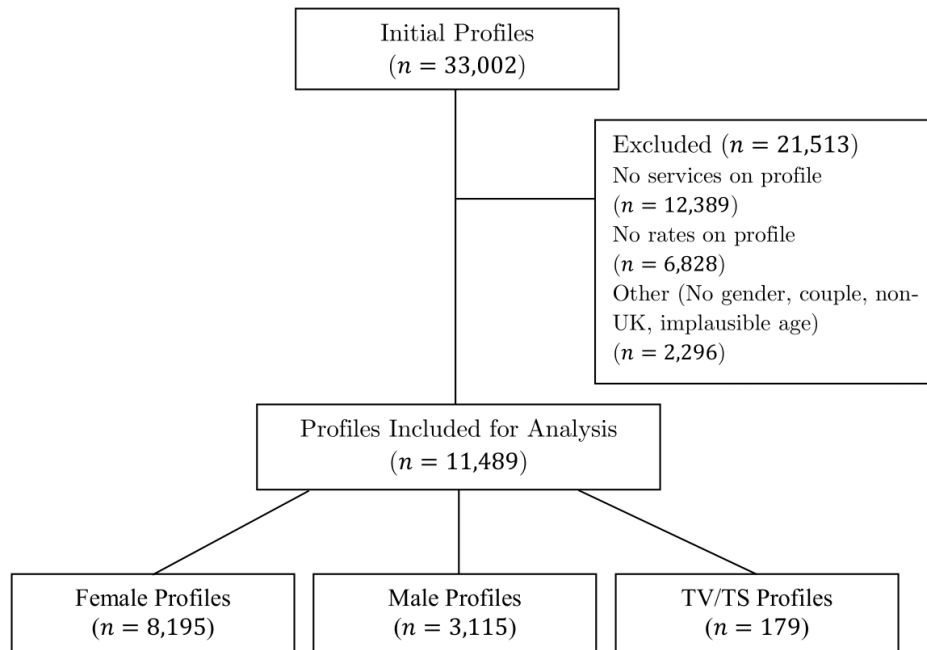 Initial Profiles
(n = 33,002)
Excluded (n = 21,513)
No services on profile
(n = 12,389)
No rates on profile
(n = 6,828)
Other (No gender, couple, non-
UK, implausible age)
(n = 2,296)
Profiles Included for Analysis
(n = 11,489)
Female Profiles
(n = 8,195)
Male Profiles
(n = 3,115)
TV/TS Profiles
(n = 179)